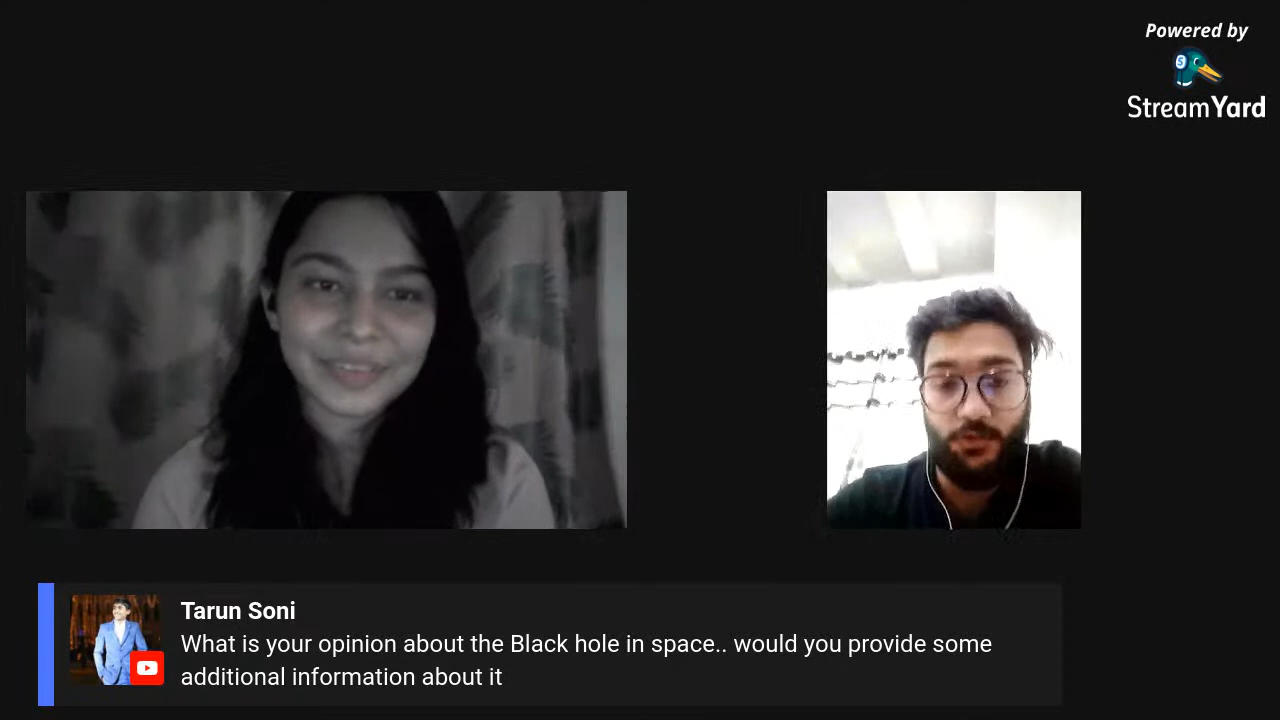 Powered by
StreamYard
Tarun Soni
What is your opinion about the Black hole in space.. would you provide some
additional information about it